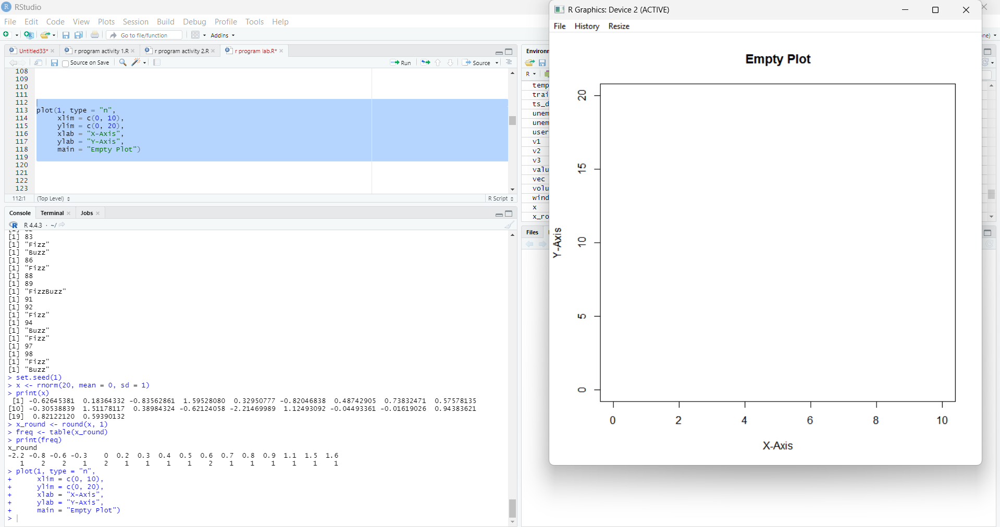 RStudio
File Edit Code View Plots Session Build Debug Profile Tools Help
Go to file/function Addins
Untitled33* r program activity 1.R r program activity 2.R r program lab.R*
Source on Save Run Source
108
109
110
111
112
113 plot(1, type = "n",
114 xlim = c(0, 10),
115 ylim = c(0, 20),
116 xlab = "X-Axis",
117 ylab = "Y-Axis",
118 main = "Empty Plot")
119
120
121
122
123
112:1 (Top Level) R Script
Console Terminal Jobs
R 4.4.3 · ~/
[1] 83
[1] "Fizz"
[1] "Buzz"
[1] 86
[1] "Fizz"
[1] 88
[1] 89
[1] "FizzBuzz"
[1] 91
[1] 92
[1] "Fizz"
[1] 94
[1] "Buzz"
[1] "Fizz"
[1] 97
[1] 98
[1] "Fizz"
[1] "Buzz"
> set.seed(1)
> x <- rnorm(20, mean = 0, sd = 1)
> print(x)
[1] -0.62645381 0.18364332 -0.83562861 1.59528080 0.32950777 -0.82046838 0.48742905 0.73832471 0.57578135
[10] -0.30538839 1.51178117 0.38984324 -0.62124058 -2.21469989 1.12493092 -0.04493361 -0.01619026 0.94383621
[19] 0.82122120 0.59390132
> x_round <- round(x, 1)
> freq <- table(x_round)
> print(freq)
x_round
-2.2 -0.8 -0.6 -0.3 0 0.2 0.3 0.4 0.5 0.6 0.7 0.8 0.9 1.1 1.5 1.6
1 2 2 1 2 1 1 1 1 2 1 1 1 1 1 1
> plot(1, type = "n",
+ xlim = c(0, 10),
+ ylim = c(0, 20),
+ xlab = "X-Axis",
+ ylab = "Y-Axis",
+ main = "Empty Plot")
>
Environ
R
temp
trai
ts_d
unem
unem
user
v1
v2
v3
valu
vec
volu
wind
x
x_ro
Files
R Graphics: Device 2 (ACTIVE)
File History Resize
Empty Plot
20
15
10
5
0
Y-Axis
0 2 4 6 8 10
X-Axis
ne)